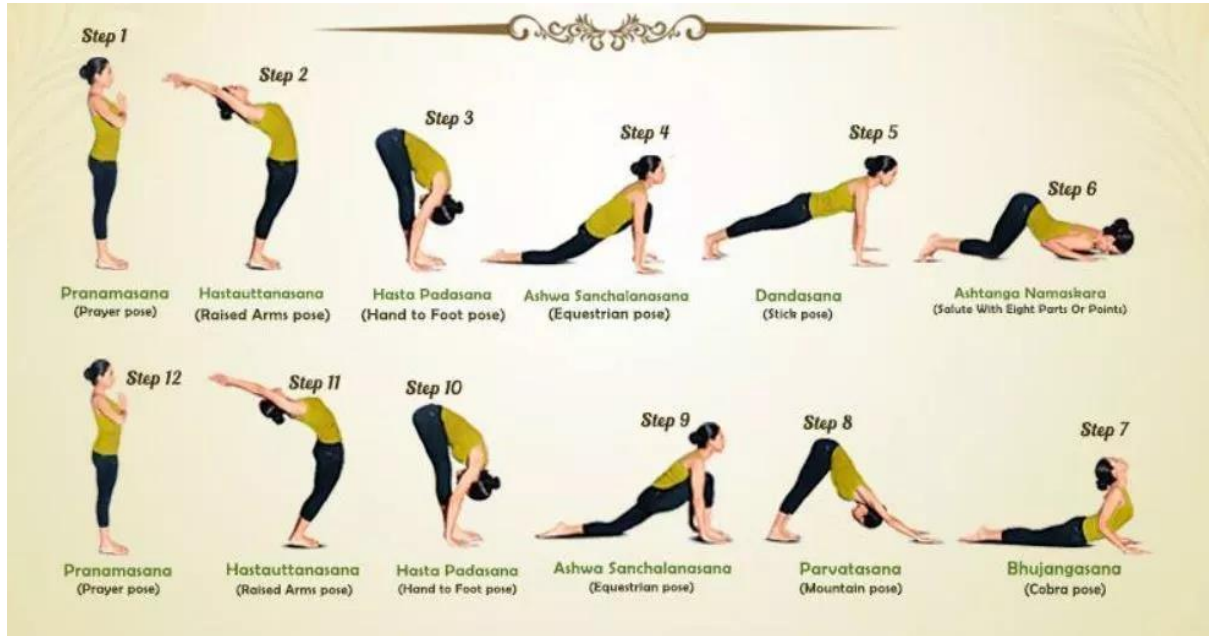 Step 1
Step 2
Step 3
Step 4
Step 5
Step 6
Pranamasana
(Prayer pose)
Hastauttanasana
(Raised Arms pose)
Hasta Padasana
(Hand to Foot pose)
Ashwa Sanchalanasana
(Equestrian pose)
Dandasana
(Stick pose)
Ashtanga Namaskara
(Salute With Eight Parts Or Points)
Step 12
Step 11
Step 10
Step 9
Step 8
Step 7
Pranamasana
(Prayer pose)
Hastauttanasana
(Raised Arms pose)
Hasta Padasana
(Hand to Foot pose)
Ashwa Sanchalanasana
(Equestrian pose)
Parvatasana
(Mountain pose)
Bhujangasana
(Cobra pose)